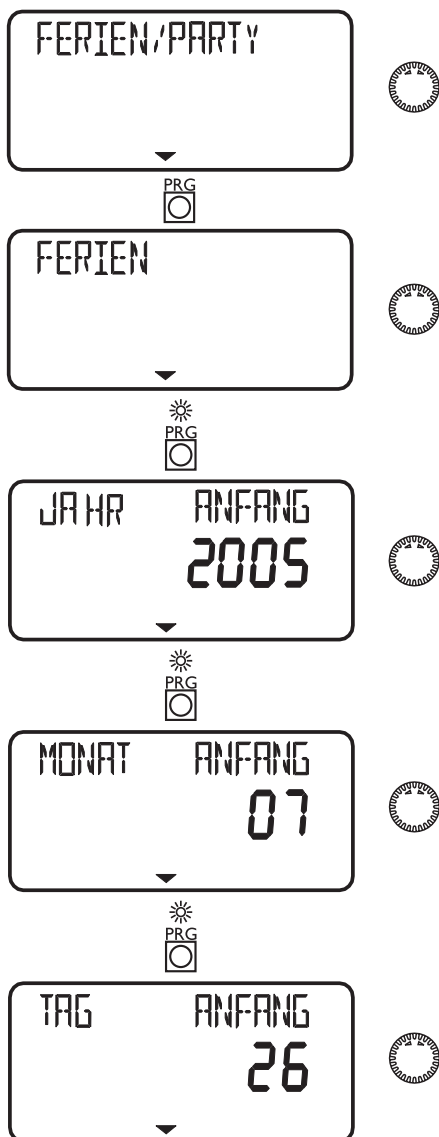 FERIEN/PARTY
PRG
FERIEN
PRG
JAHR ANFANG
2005
PRG
MONAT ANFANG
07
PRG
TAG ANFANG
26